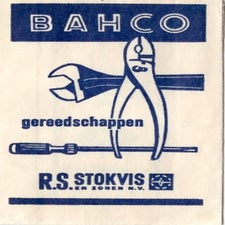 BAHCO
gereedschappen
R.S. STOKVIS
EN ZONEN N.V.